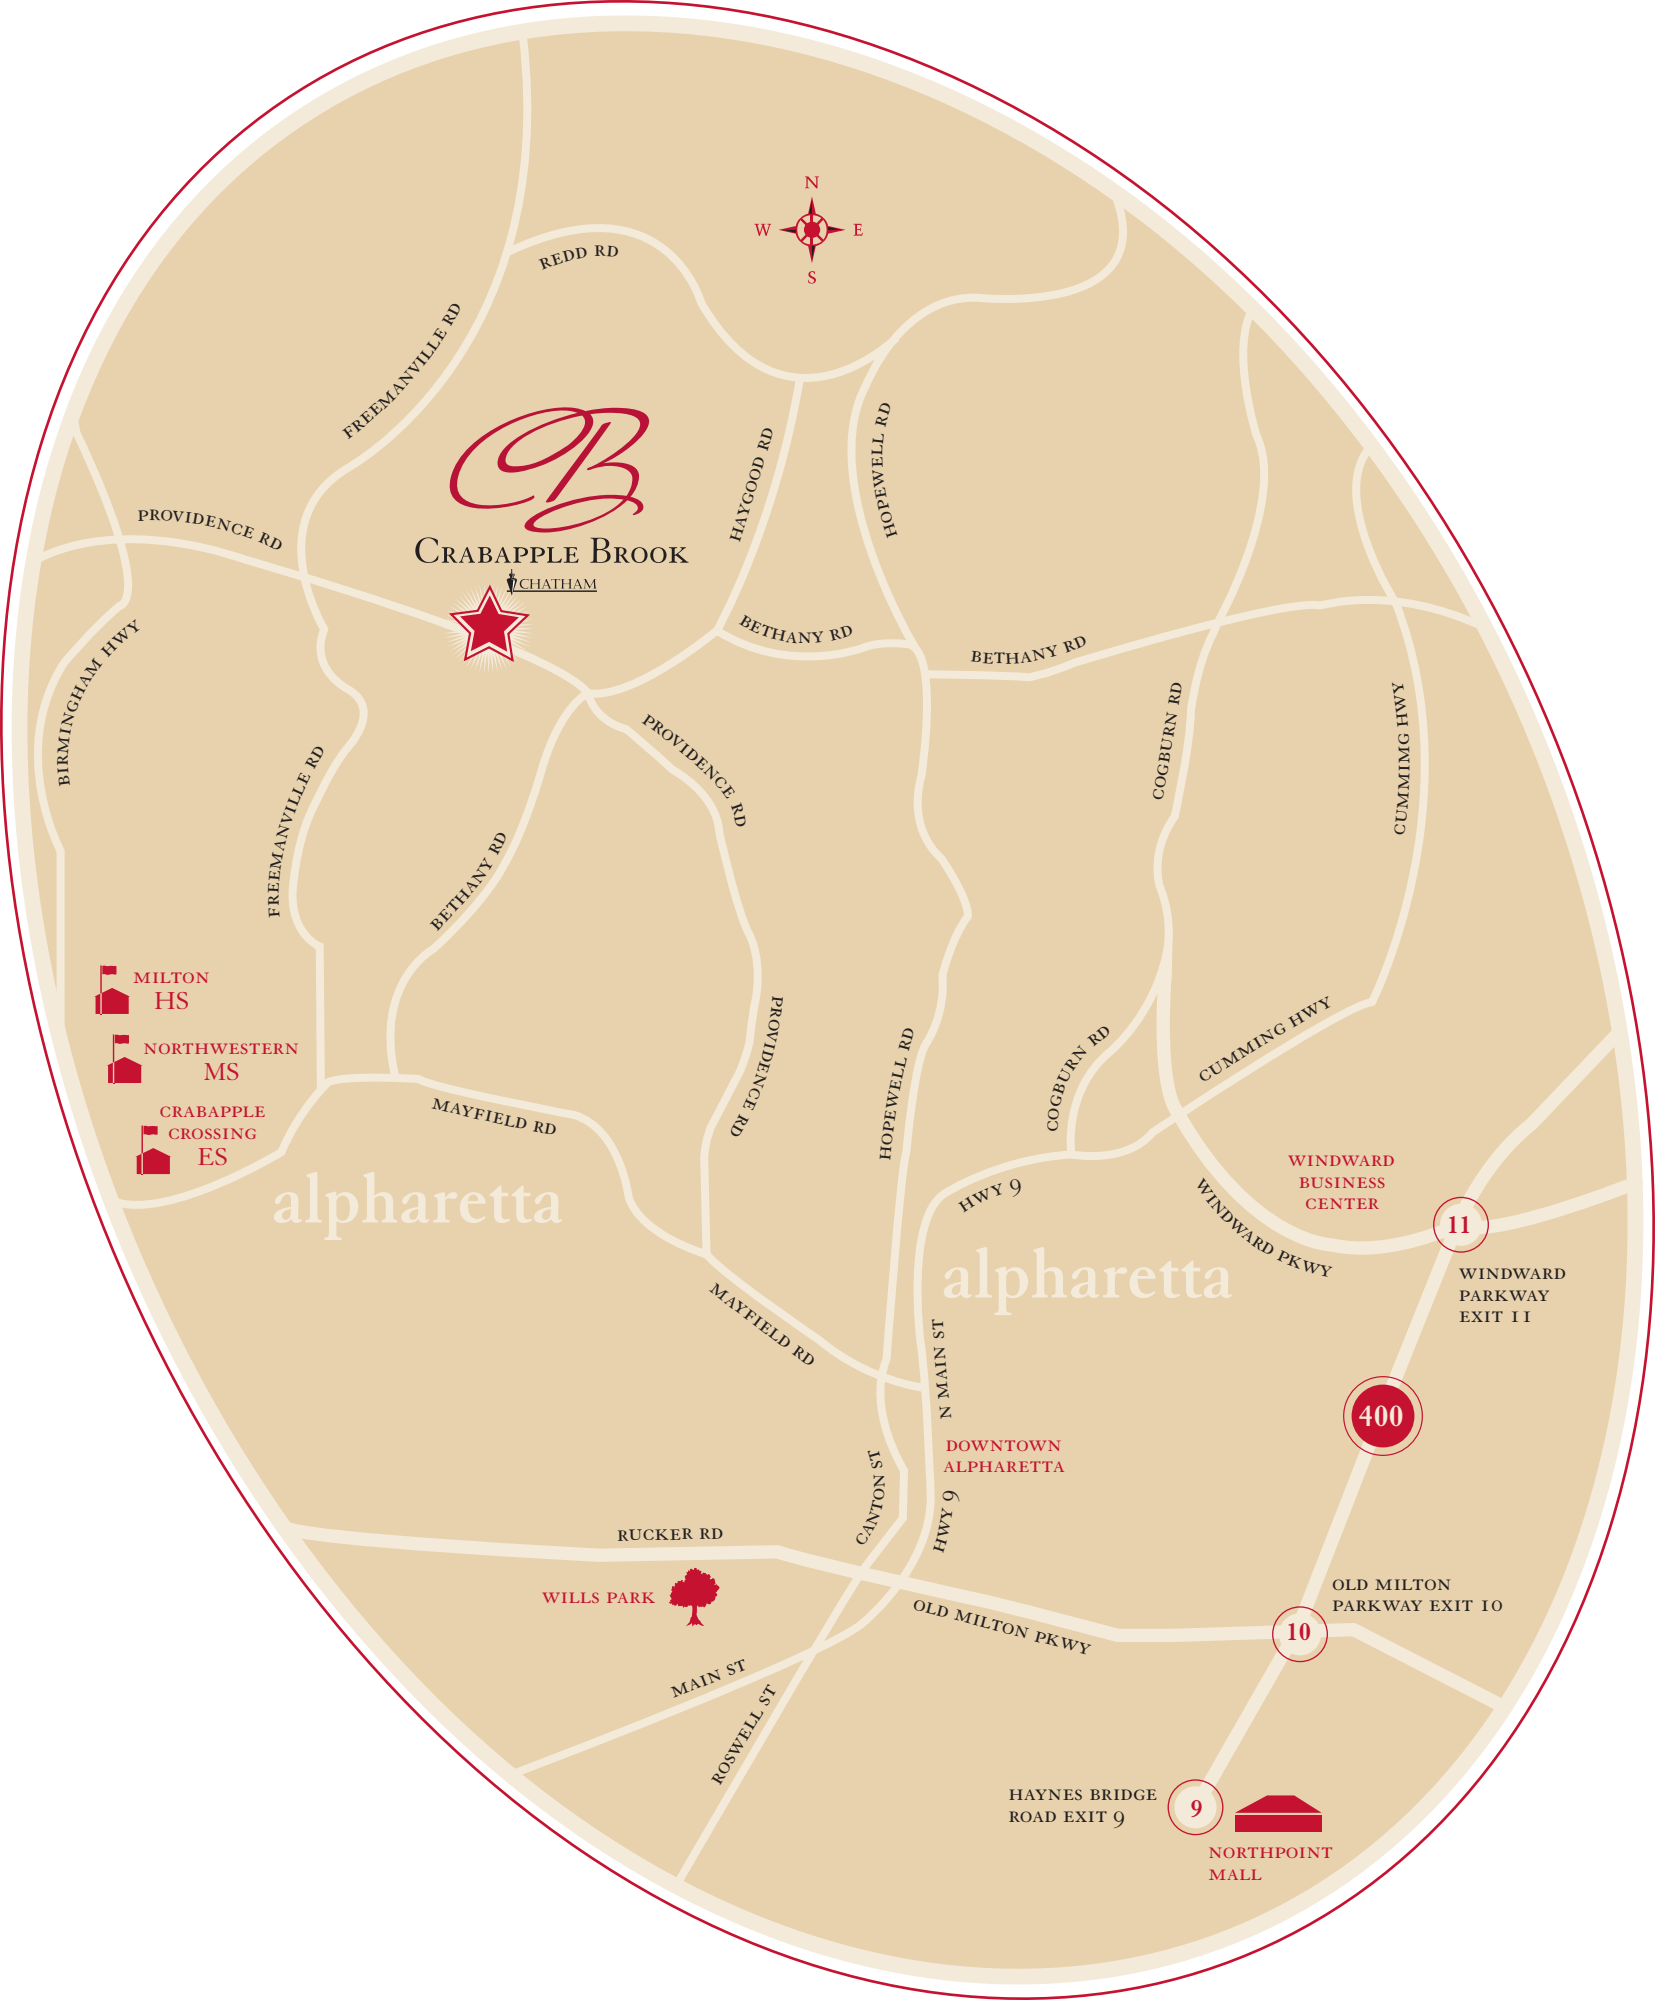 N
W
E
S
REDD RD
FREEMANVILLE RD
HAYGOOD RD
HOPEWELL RD
CB
CRABAPPLE BROOK
CHATHAM
PROVIDENCE RD
BIRMINGHAM HWY
BETHANY RD
BETHANY RD
COGBURN RD
CUMMIMG HWY
PROVIDENCE RD
FREEMANVILLE RD
BETHANY RD
MILTON
HS
NORTHWESTERN
MS
CRABAPPLE
CROSSING
ES
MAYFIELD RD
PROVIDENCE RD
HOPEWELL RD
COGBURN RD
CUMMING HWY
alpharetta
HWY 9
WINDWARD PKWY
WINDWARD
BUSINESS
CENTER
11
WINDWARD
PARKWAY
EXIT 11
alpharetta
MAYFIELD RD
N MAIN ST
400
DOWNTOWN
ALPHARETTA
CANTON ST
HWY 9
RUCKER RD
WILLS PARK
OLD MILTON PKWY
OLD MILTON
PARKWAY EXIT 10
10
MAIN ST
ROSWELL ST
HAYNES BRIDGE
ROAD EXIT 9
9
NORTHPOINT
MALL